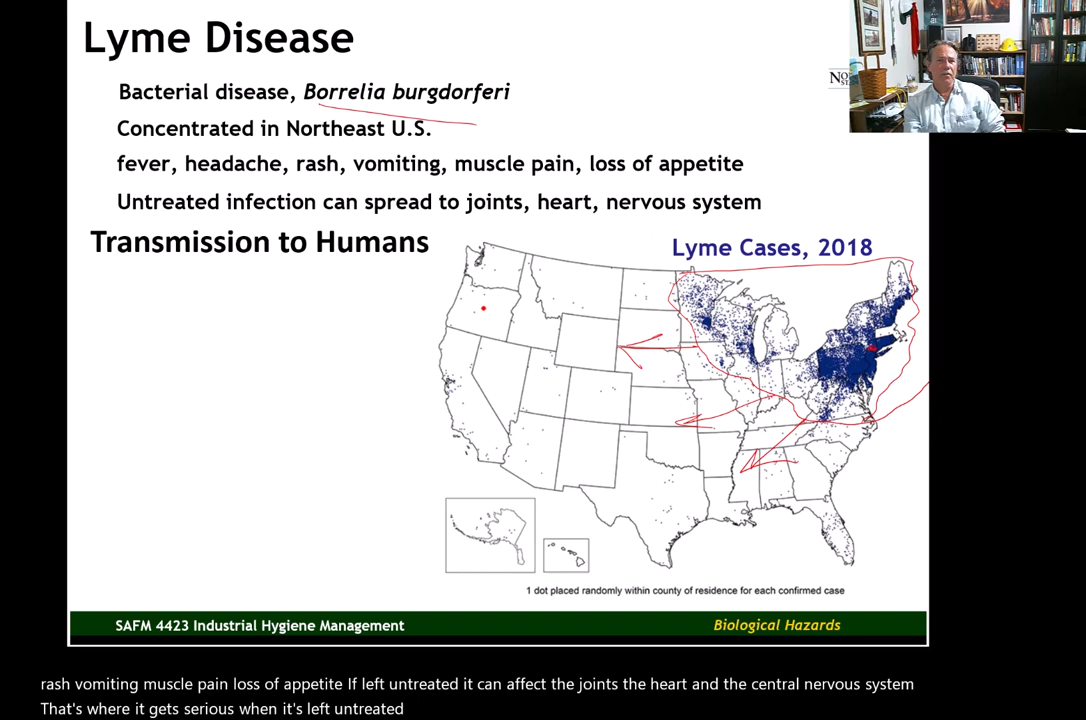 Lyme Disease
Bacterial disease, Borrelia burgdorferi
Concentrated in Northeast U.S.
fever, headache, rash, vomiting, muscle pain, loss of appetite
Untreated infection can spread to joints, heart, nervous system
Transmission to Humans
Lyme Cases, 2018
1 dot placed randomly within county of residence for each confirmed case
SAFM 4423 Industrial Hygiene Management
Biological Hazards
rash vomiting muscle pain loss of appetite If left untreated it can affect the joints the heart and the central nervous system
That's where it gets serious when it's left untreated